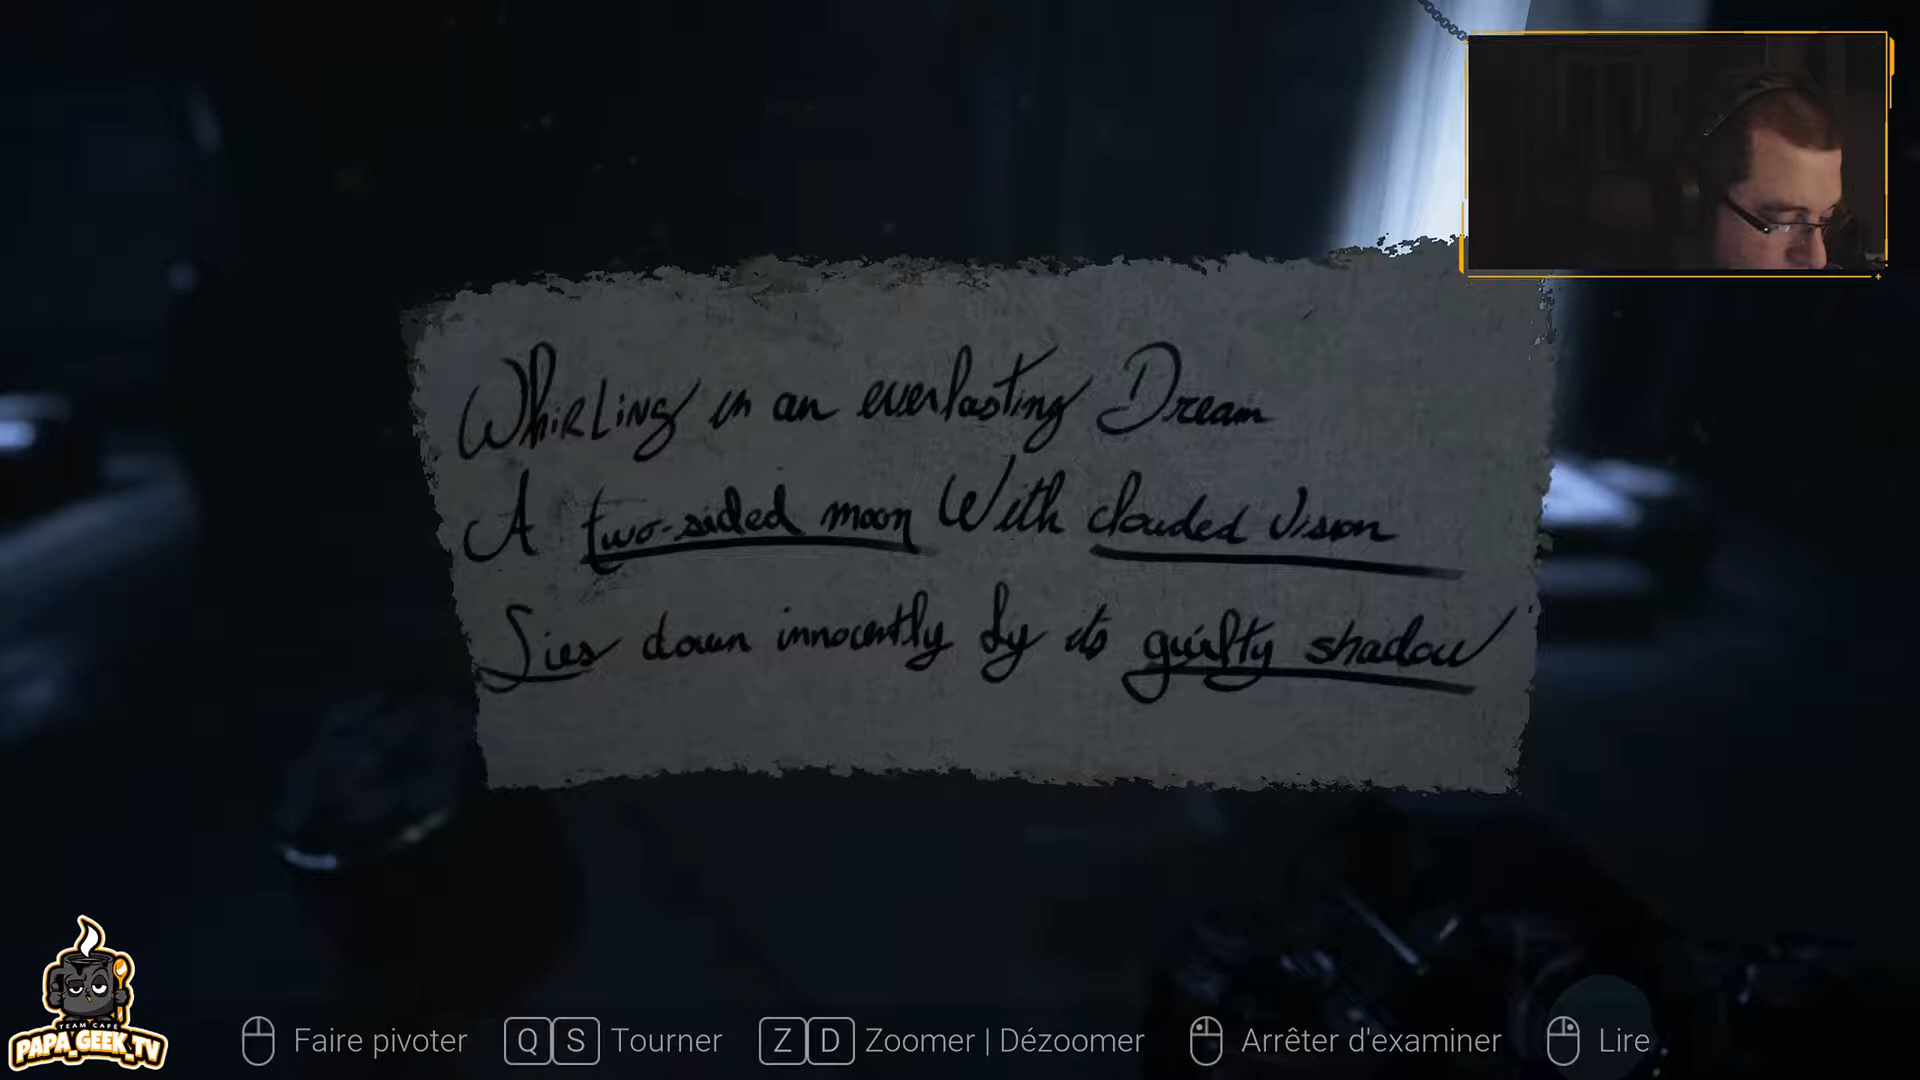 Whirling in an everlasting Dream
A two-sided moon With clouded vision
Lies down innocently by its guilty shadow
TEAM CAFÉ
PAPA_GEEK_TV
Faire pivoter
Q S Tourner
Z D Zoomer | Dézoomer
Arrêter d'examiner
Lire